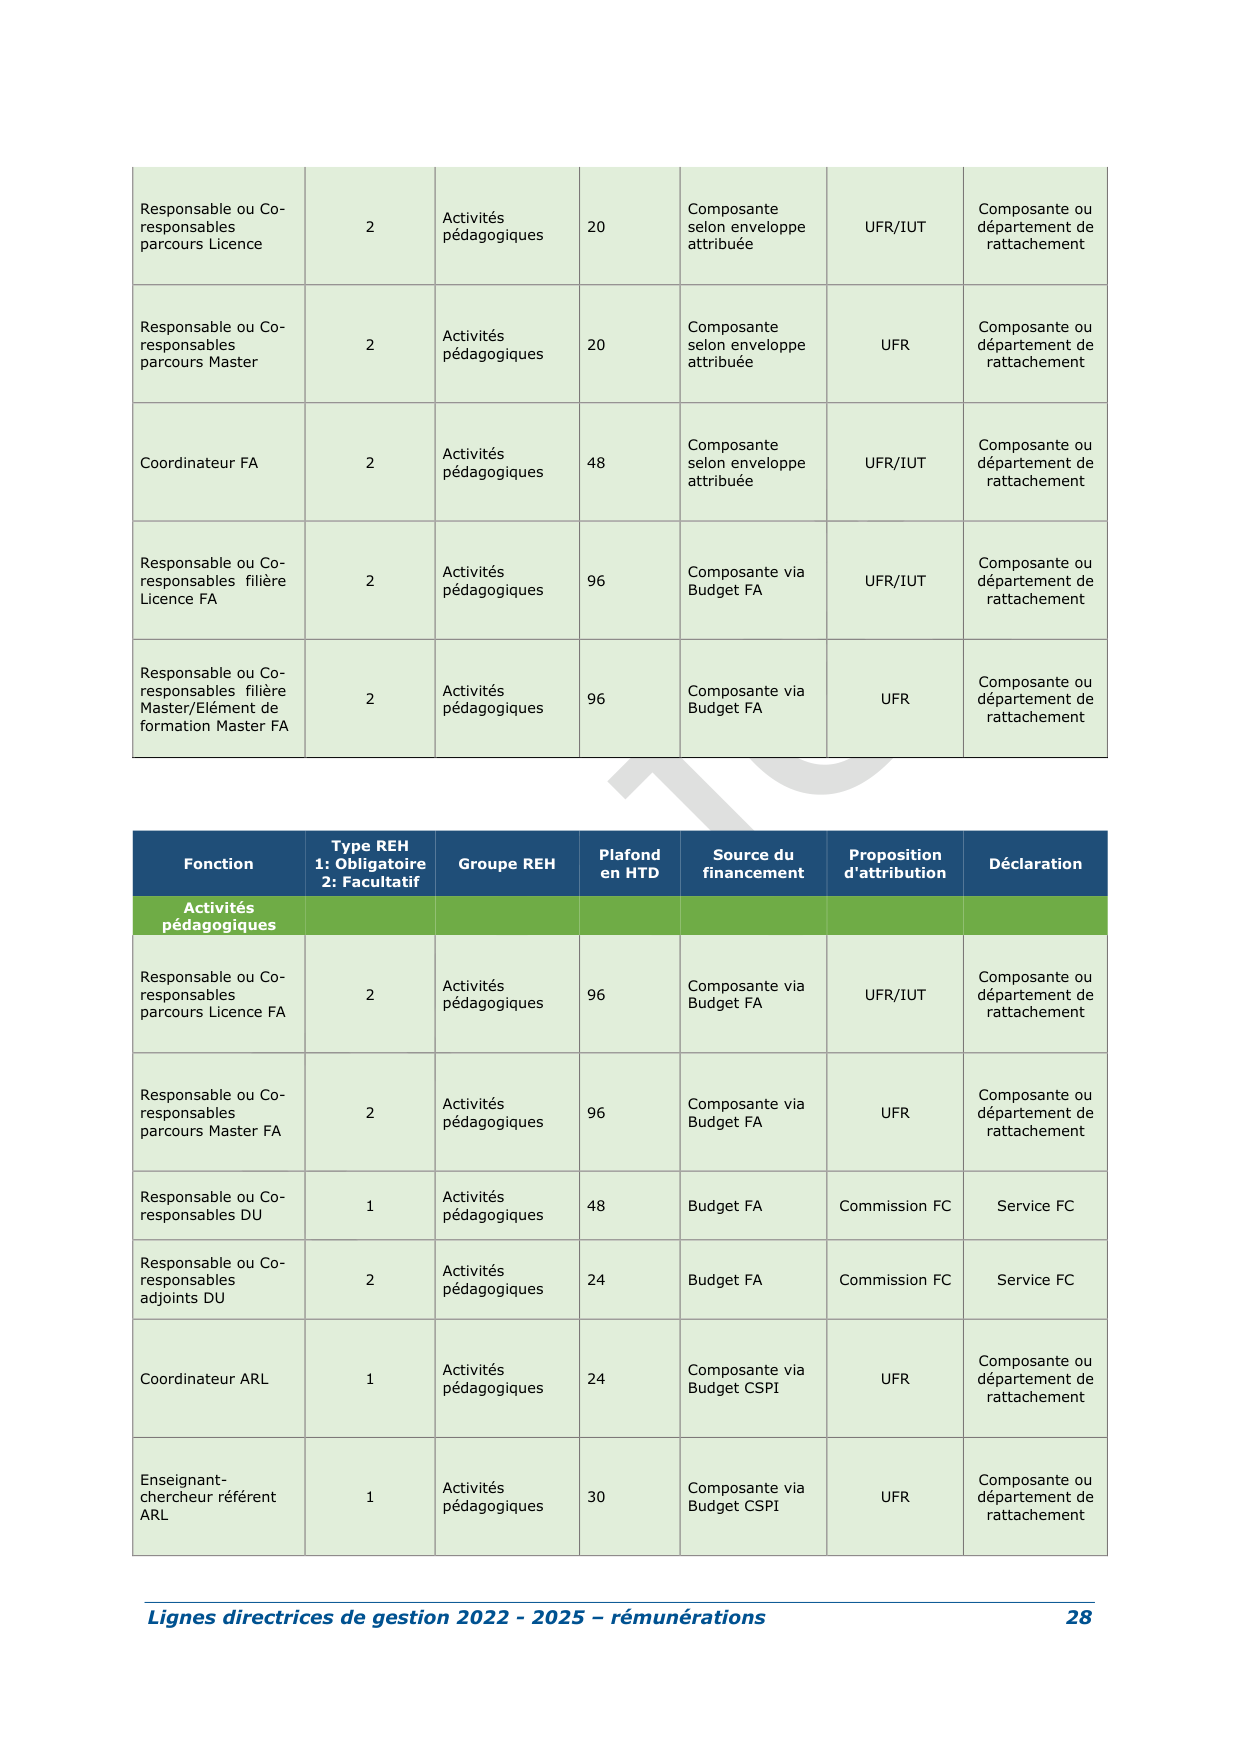 Responsable ou Co-
responsables
parcours Licence
2
Activités
pédagogiques
20
Composante
selon enveloppe
attribuée
UFR/IUT
Composante ou
département de
rattachement
Responsable ou Co-
responsables
parcours Master
2
Activités
pédagogiques
20
Composante
selon enveloppe
attribuée
UFR
Composante ou
département de
rattachement
Coordinateur FA
2
Activités
pédagogiques
48
Composante
selon enveloppe
attribuée
UFR/IUT
Composante ou
département de
rattachement
Responsable ou Co-
responsables filière
Licence FA
2
Activités
pédagogiques
96
Composante via
Budget FA
UFR/IUT
Composante ou
département de
rattachement
Responsable ou Co-
responsables filière
Master/Elément de
formation Master FA
2
Activités
pédagogiques
96
Composante via
Budget FA
UFR
Composante ou
département de
rattachement
Fonction
Type REH
1: Obligatoire
2: Facultatif
Groupe REH
Plafond
en HTD
Source du
financement
Proposition
d'attribution
Déclaration
Activités
pédagogiques
Responsable ou Co-
responsables
parcours Licence FA
2
Activités
pédagogiques
96
Composante via
Budget FA
UFR/IUT
Composante ou
département de
rattachement
Responsable ou Co-
responsables
parcours Master FA
2
Activités
pédagogiques
96
Composante via
Budget FA
UFR
Composante ou
département de
rattachement
Responsable ou Co-
responsables DU
1
Activités
pédagogiques
48
Budget FA
Commission FC
Service FC
Responsable ou Co-
responsables
adjoints DU
2
Activités
pédagogiques
24
Budget FA
Commission FC
Service FC
Coordinateur ARL
1
Activités
pédagogiques
24
Composante via
Budget CSPI
UFR
Composante ou
département de
rattachement
Enseignant-
chercheur référent
ARL
1
Activités
pédagogiques
30
Composante via
Budget CSPI
UFR
Composante ou
département de
rattachement
Lignes directrices de gestion 2022 - 2025 – rémunérations 28